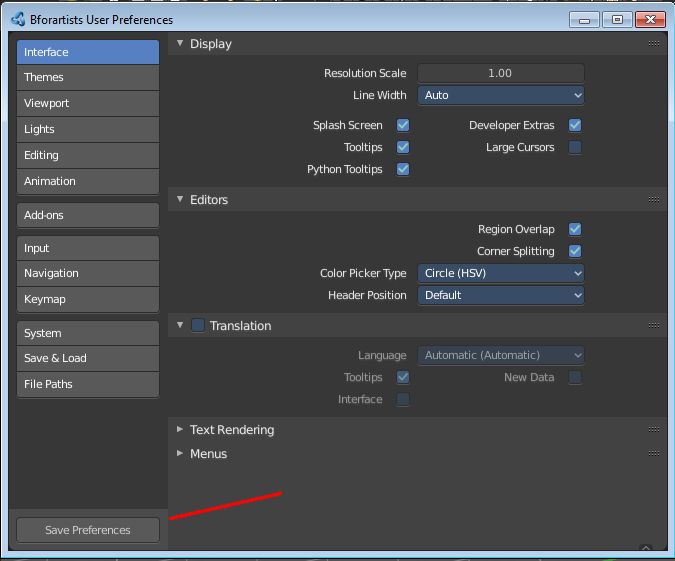 Bforartists User Preferences
Interface
Themes
Viewport
Lights
Editing
Animation
Add-ons
Input
Navigation
Keymap
System
Save & Load
File Paths
Save Preferences
Display
Resolution Scale 1.00
Line Width Auto
Splash Screen Developer Extras
Tooltips Large Cursors
Python Tooltips
Editors
Region Overlap
Corner Splitting
Color Picker Type Circle (HSV)
Header Position Default
Translation
Language Automatic (Automatic)
Tooltips New Data
Interface
Text Rendering
Menus